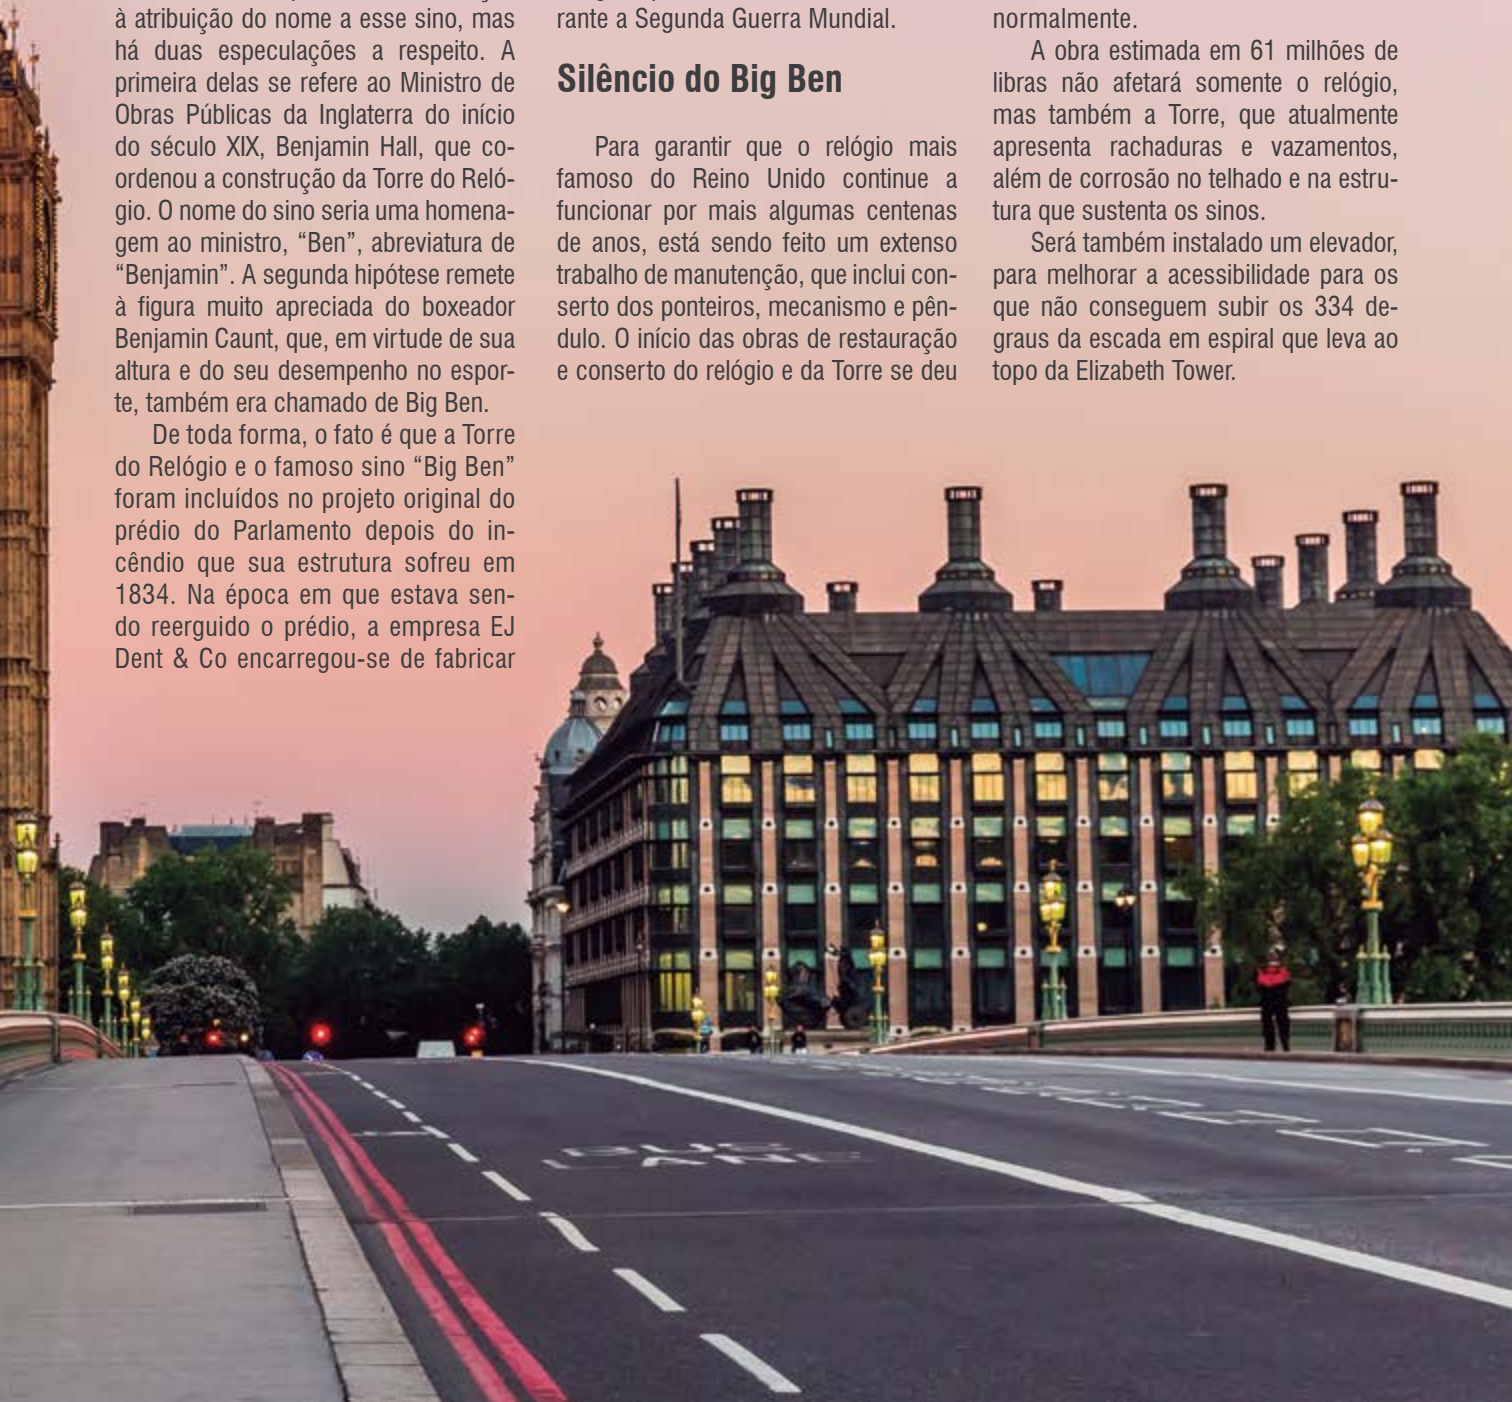 à atribuição do nome a esse sino, mas
há duas especulações a respeito. A
primeira delas se refere ao Ministro de
Obras Públicas da Inglaterra do início
do século XIX, Benjamin Hall, que co-
ordenou a construção da Torre do Reló-
gio. O nome do sino seria uma homena-
gem ao ministro, “Ben”, abreviatura de
“Benjamin”. A segunda hipótese remete
à figura muito apreciada do boxeador
Benjamin Caunt, que, em virtude de sua
altura e do seu desempenho no espor-
te, também era chamado de Big Ben.
De toda forma, o fato é que a Torre
do Relógio e o famoso sino “Big Ben”
foram incluídos no projeto original do
prédio do Parlamento depois do in-
cêndio que sua estrutura sofreu em
1834. Na época em que estava sen-
do reerguido o prédio, a empresa EJ
Dent & Co encarregou-se de fabricar
rante a Segunda Guerra Mundial.
Silêncio do Big Ben
Para garantir que o relógio mais
famoso do Reino Unido continue a
funcionar por mais algumas centenas
de anos, está sendo feito um extenso
trabalho de manutenção, que inclui con-
serto dos ponteiros, mecanismo e pên-
dulo. O início das obras de restauração
e conserto do relógio e da Torre se deu
normalmente.
A obra estimada em 61 milhões de
libras não afetará somente o relógio,
mas também a Torre, que atualmente
apresenta rachaduras e vazamentos,
além de corrosão no telhado e na estru-
tura que sustenta os sinos.
Será também instalado um elevador,
para melhorar a acessibilidade para os
que não conseguem subir os 334 de-
graus da escada em espiral que leva ao
topo da Elizabeth Tower.
BUS
LANE